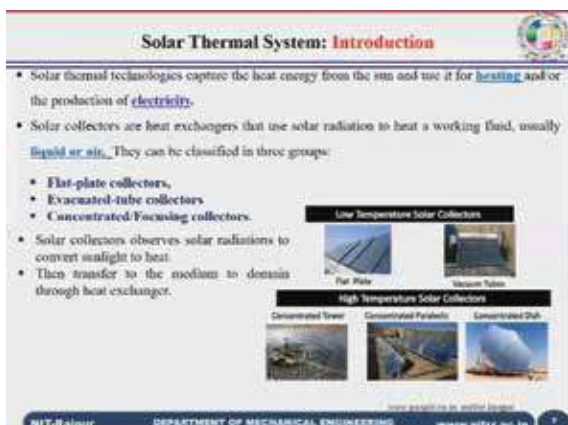 Solar Thermal System: Introduction
• Solar thermal technologies capture the heat energy from the sun and use it for heating and/or
the production of electricity.
• Solar collectors are heat exchangers that use solar radiation to heat a working fluid, usually
liquid or air. They can be classified in three groups:
• Flat-plate collectors,
• Evacuated-tube collectors
• Concentrated/Focusing collectors.
• Solar collectors observes solar radiations to
convert sunlight to heat.
• Then transfer to the medium to domain
through heat exchanger.
Low Temperature Solar Collectors
Flat Plate
Vacuum Tubes
High Temperature Solar Collectors
Concentrated Tower
Concentrated Parabolic
Concentrated Dish
NIT-Raipur
DEPARTMENT OF MECHANICAL ENGINEERING